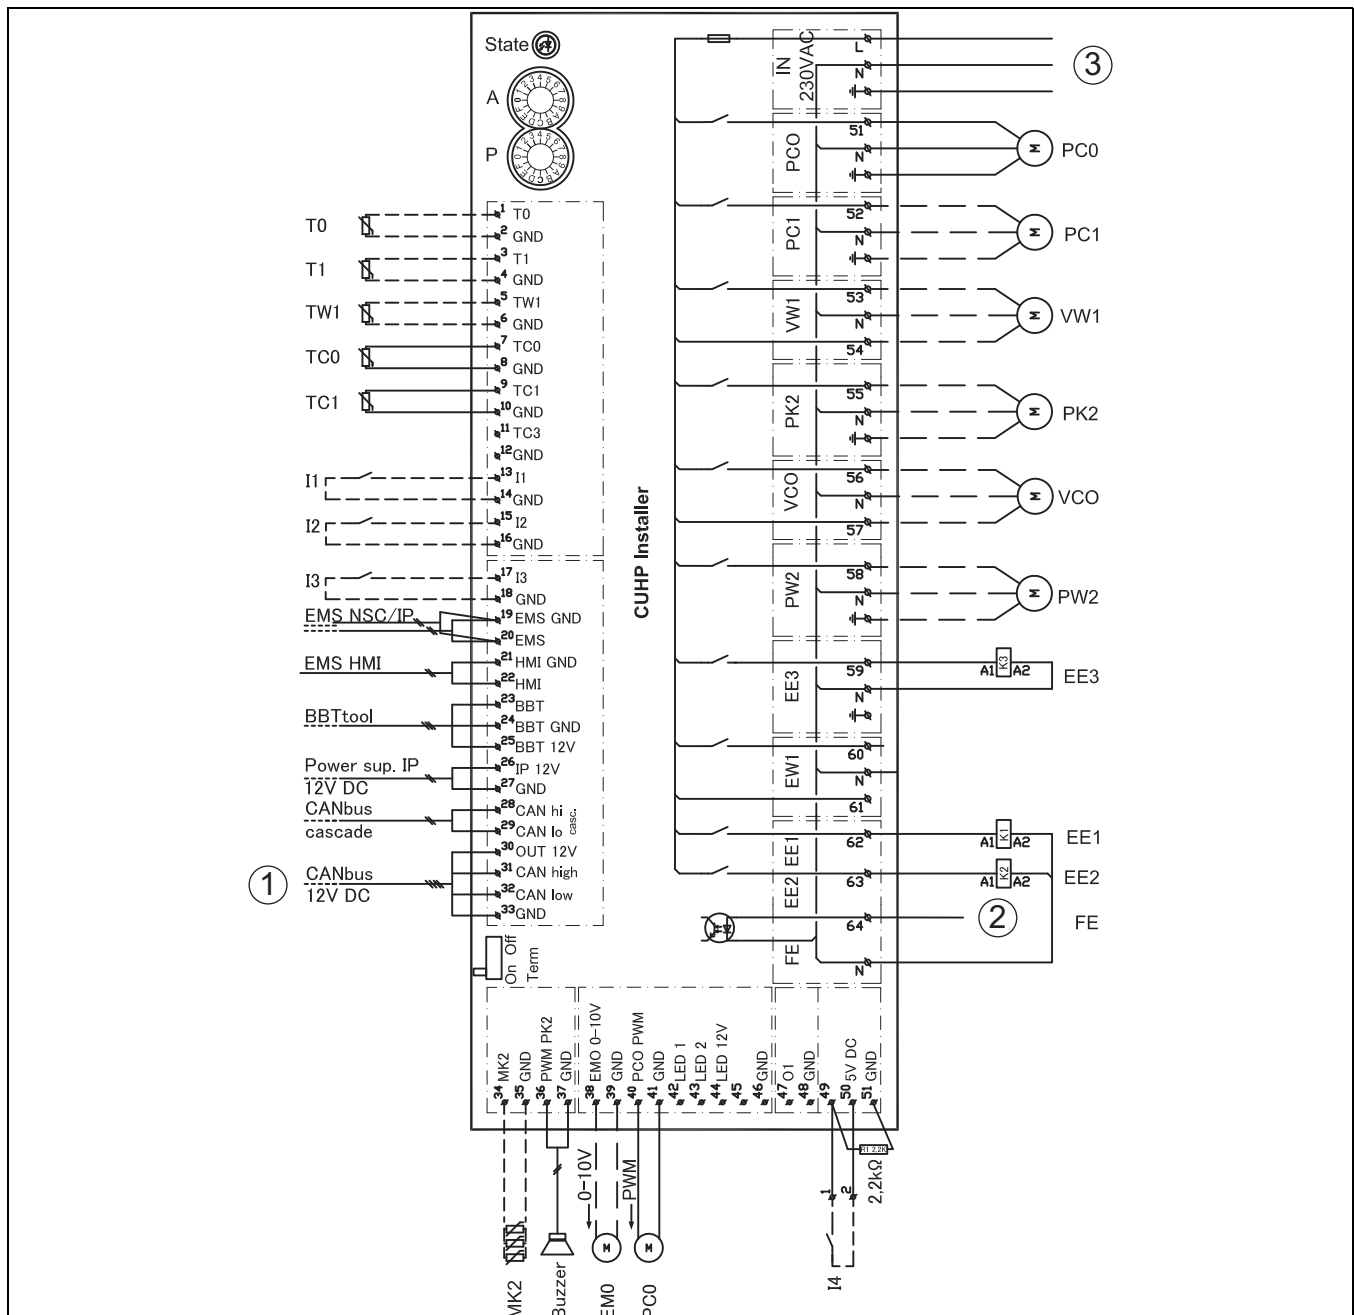 State
A
P
T0
T1
TW1
TC0
TC1
I1
I2
I3
EMS NSC/IP
EMS HMI
BBTtool
Power sup. IP
12V DC
CANbus
cascade
1
CANbus
12V DC
1 T0
2 GND
3 T1
4 GND
5 TW1
6 GND
7 TC0
8 GND
9 TC1
10 GND
11 TC3
12 GND
13 I1
14 GND
15 I2
16 GND
17 I3
18 GND
19 EMS GND
20 EMS
21 HMI GND
22 HMI
23 BBT
24 BBT GND
25 BBT 12V
26 IP 12V
27 GND
28 CAN hi
29 CAN lo
casc.
30 OUT 12V
31 CAN high
32 CAN low
33 GND
On Off
Term
CUHP Installer
IN
230VAC
L
N
3
PCO
51
N
M
PC0
PC1
52
N
M
PC1
VW1
53
N
54
M
VW1
PK2
55
N
M
PK2
VCO
56
N
57
M
VCO
PW2
58
N
M
PW2
EE3
59
N
A1 K3 A2
EE3
EW1
60
N
61
EE1
62
A1 K1 A2
EE1
EE2
63
A1 K2 A2
EE2
FE
64
2
FE
N
34 MK2
35 GND
36 PWM PK2
37 GND
38 EMO 0-10V
39 GND
40 PCO PWM
41 GND
42 LED 1
43 LED 2
44 LED 12V
45
46 GND
47 O1
48 GND
49
50 5V DC
51 GND
R1 2.2K
2,2kΩ
0-10V
PWM
1
2
M
M
MK2
Buzzer
EM0
PC0
I4